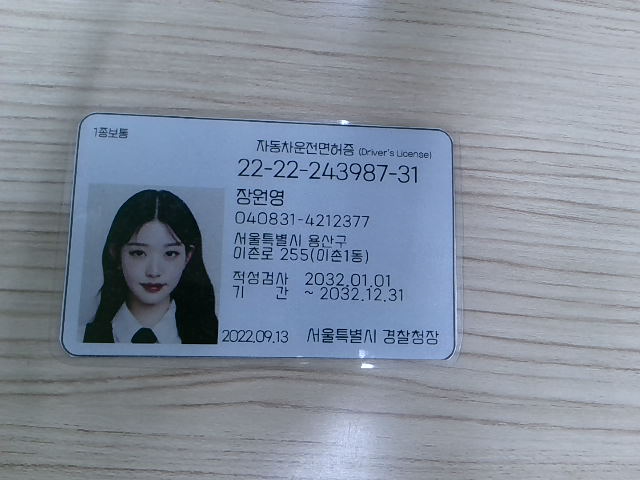 1종보통
자동차운전면허증 (Driver's License)
22-22-243987-31
장원영
040831-4212377
서울특별시 용산구
이촌로 255(이촌1동)
적성검사 2032.01.01
기 간 ~ 2032.12.31
2022.09.13 서울특별시 경찰청장